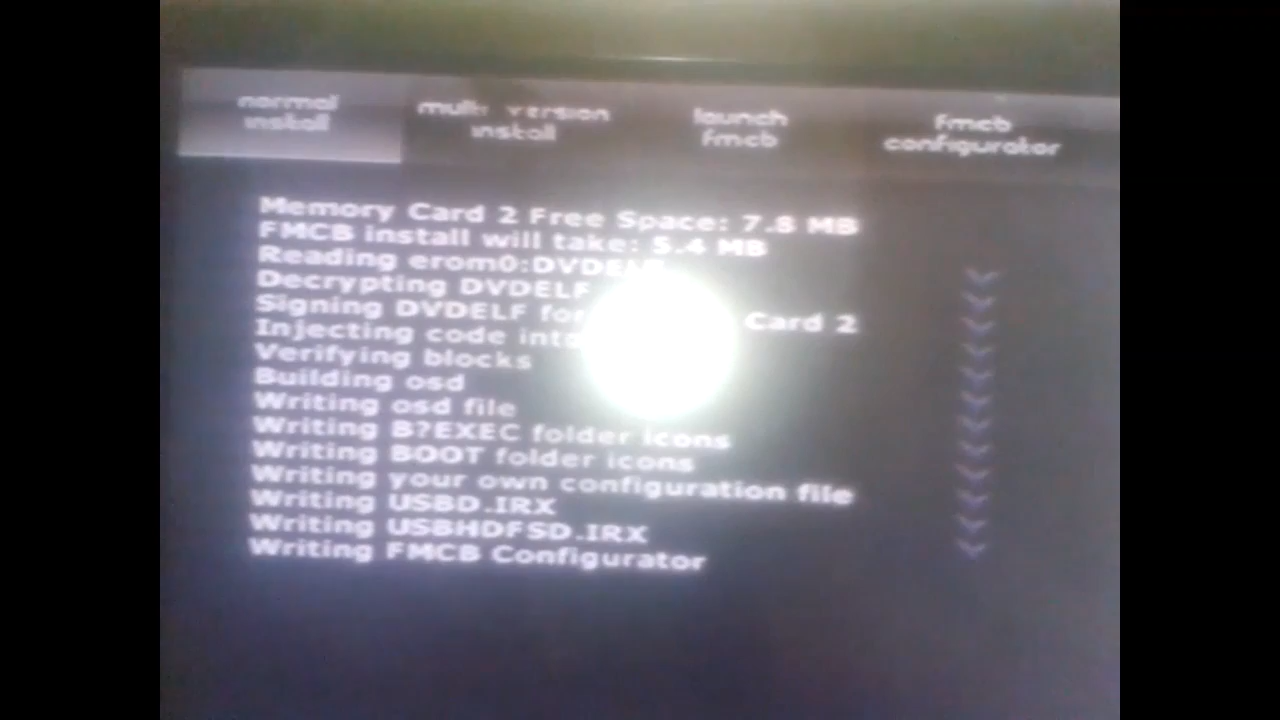 normal
install
multi version
install
launch
fmcb
fmcb
configurator
Memory Card 2 Free Space: 7.8 MB
FMCB install will take: 5.4 MB
Reading erom0:DVDELF
Decrypting DVDELF
Signing DVDELF for Card 2
Injecting code into
Verifying blocks
Building osd
Writing osd file
Writing B?EXEC folder icons
Writing BOOT folder icons
Writing your own configuration file
Writing USBD.IRX
Writing USBHDFSD.IRX
Writing FMCB Configurator